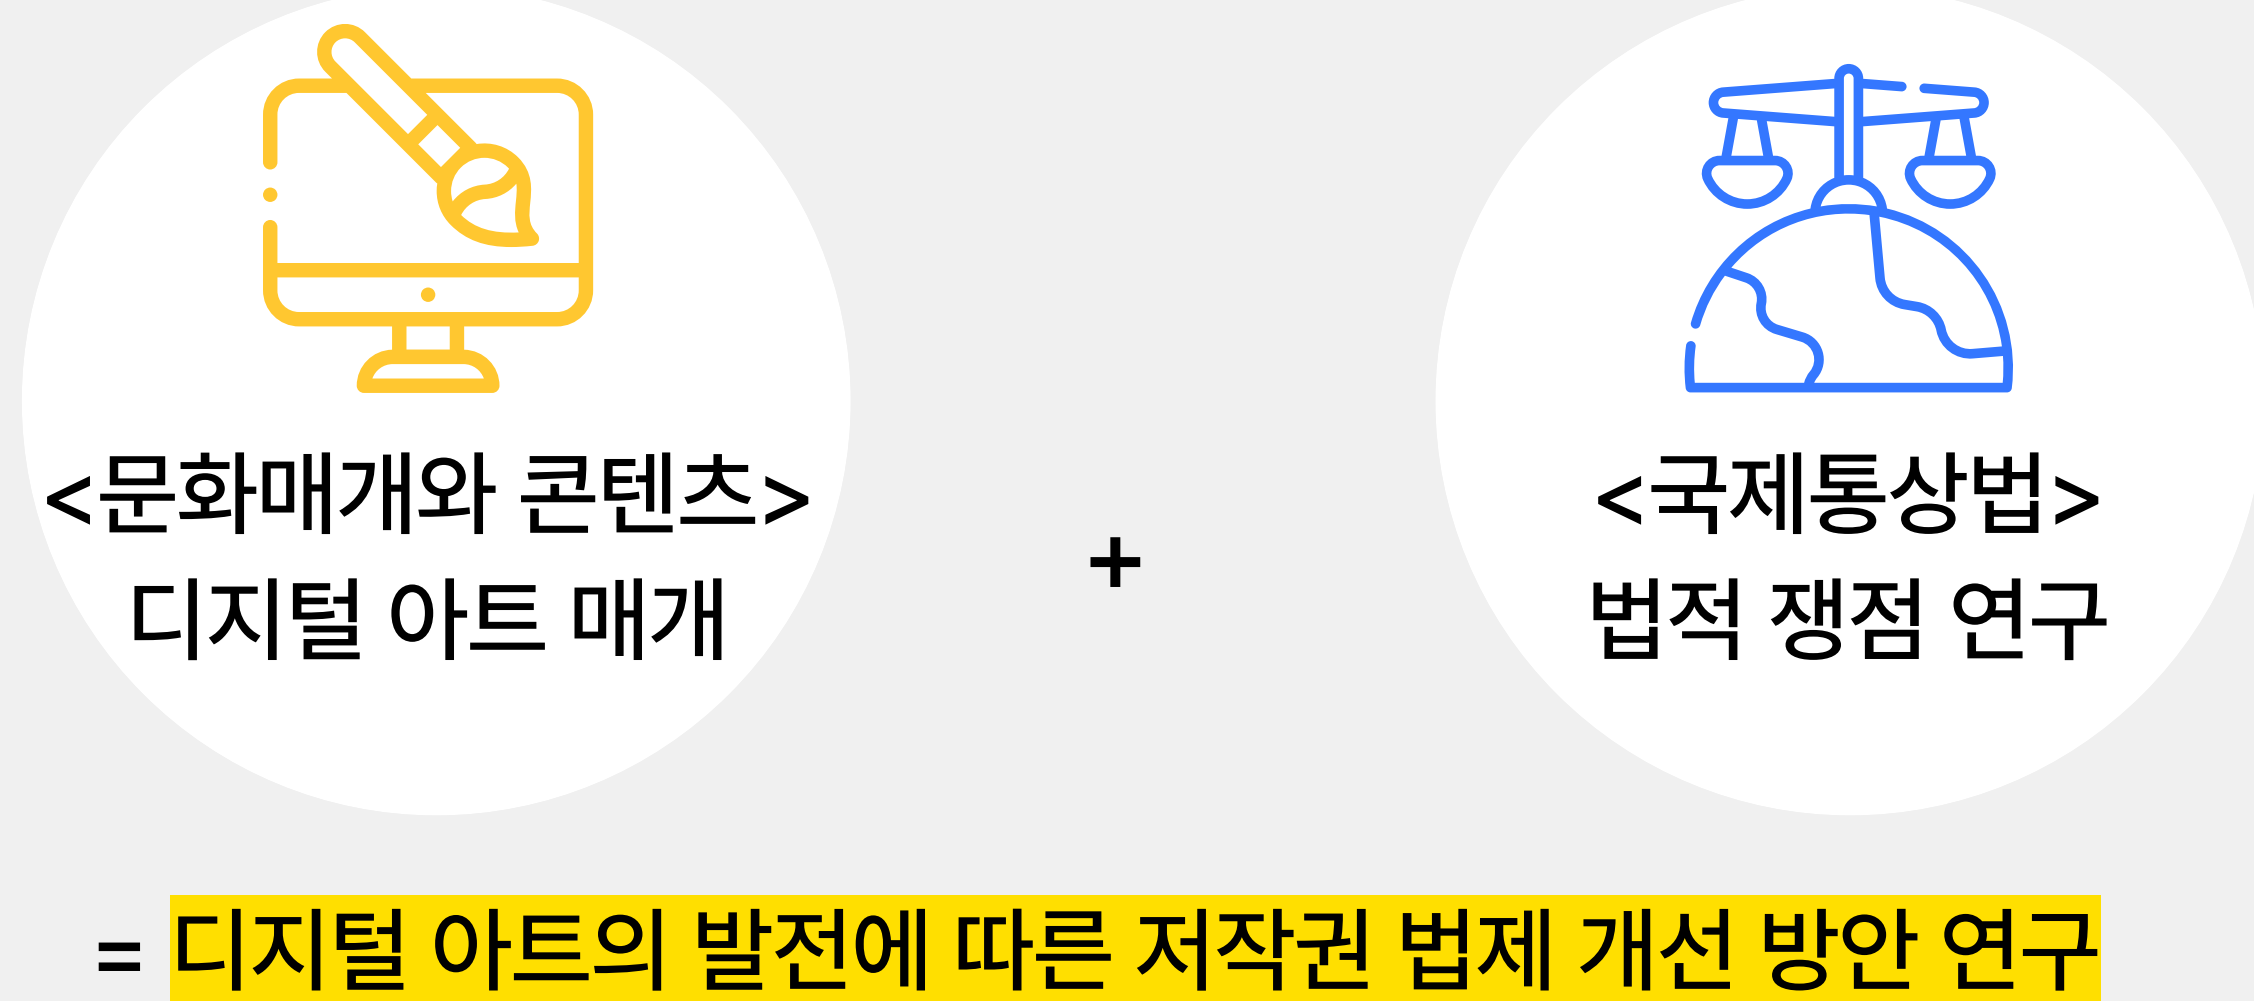 <문화매개와 콘텐츠>
디지털 아트 매개
+
<국제통상법>
법적 쟁점 연구
= 디지털 아트의 발전에 따른 저작권 법제 개선 방안 연구